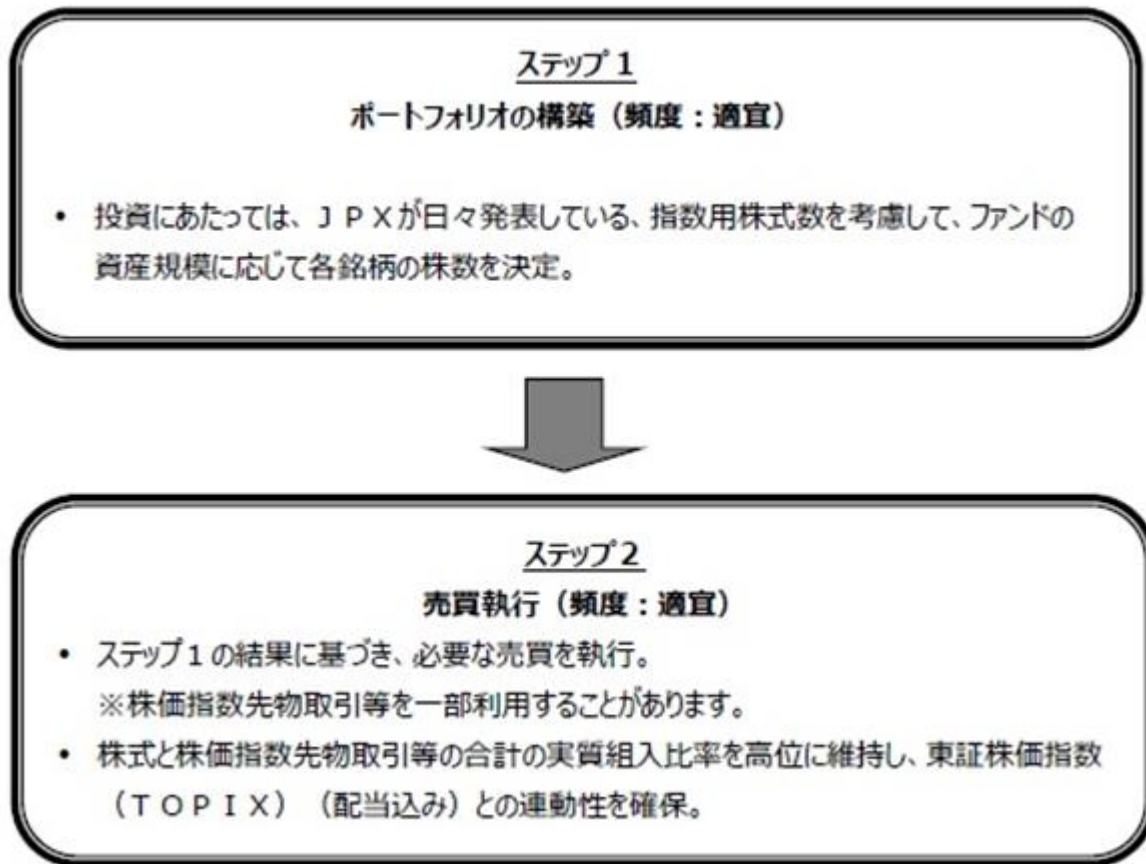 ステップ1
ポートフォリオの構築（頻度：適宜）
• 投資にあたっては、ＪＰＸが日々発表している、指数用株式数を考慮して、ファンドの
資産規模に応じて各銘柄の株数を決定。
ステップ2
売買執行（頻度：適宜）
• ステップ1の結果に基づき、必要な売買を執行。
※株価指数先物取引等を一部利用することがあります。
• 株式と株価指数先物取引等の合計の実質組入比率を高位に維持し、東証株価指数
（ＴＯＰＩＸ）（配当込み）との連動性を確保。